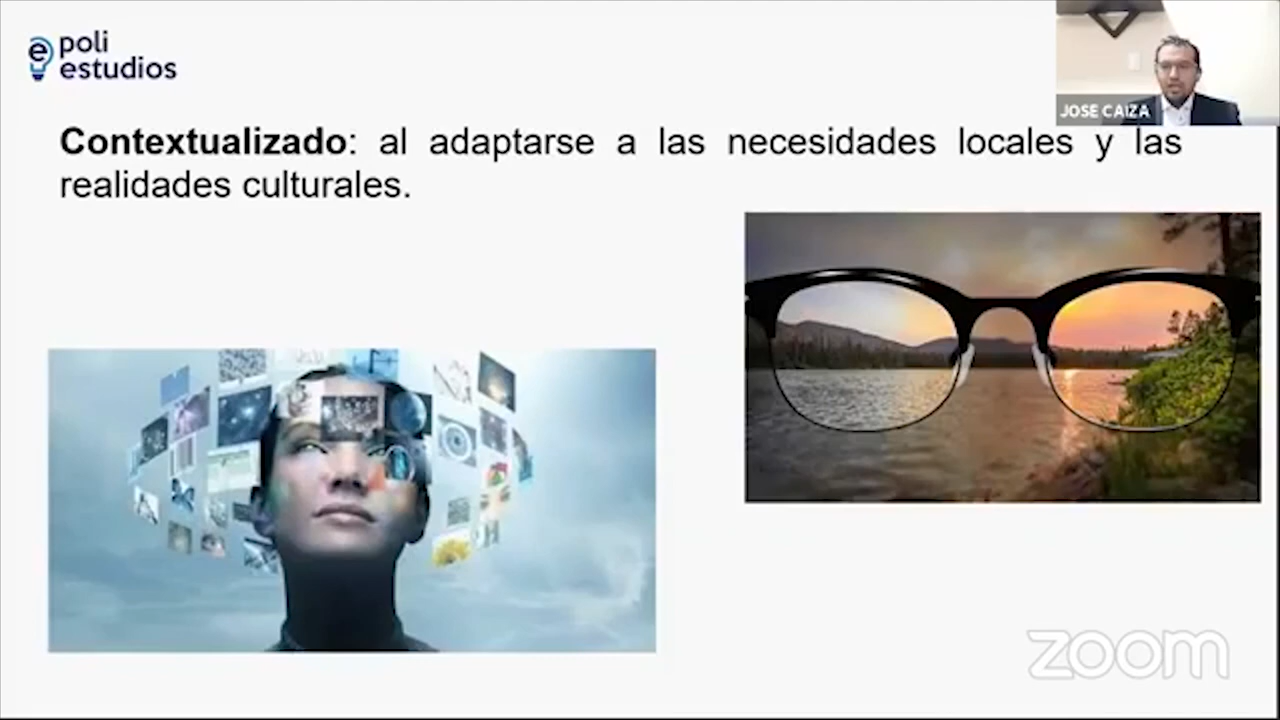 poli
estudios
JOSE CAIZA
Contextualizado: al adaptarse a las necesidades locales y las
realidades culturales.
zoom